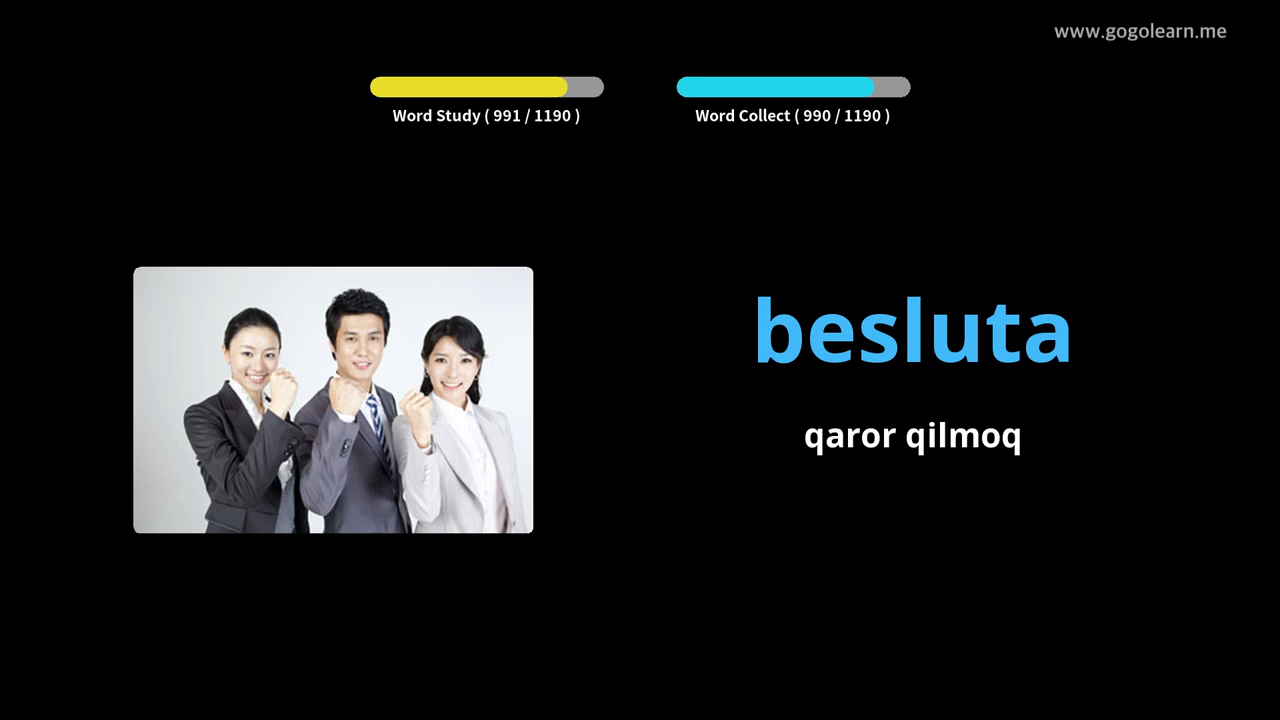 www.gogolearn.me
Word Study ( 991 / 1190 )
Word Collect ( 990 / 1190 )
besluta
qaror qilmoq